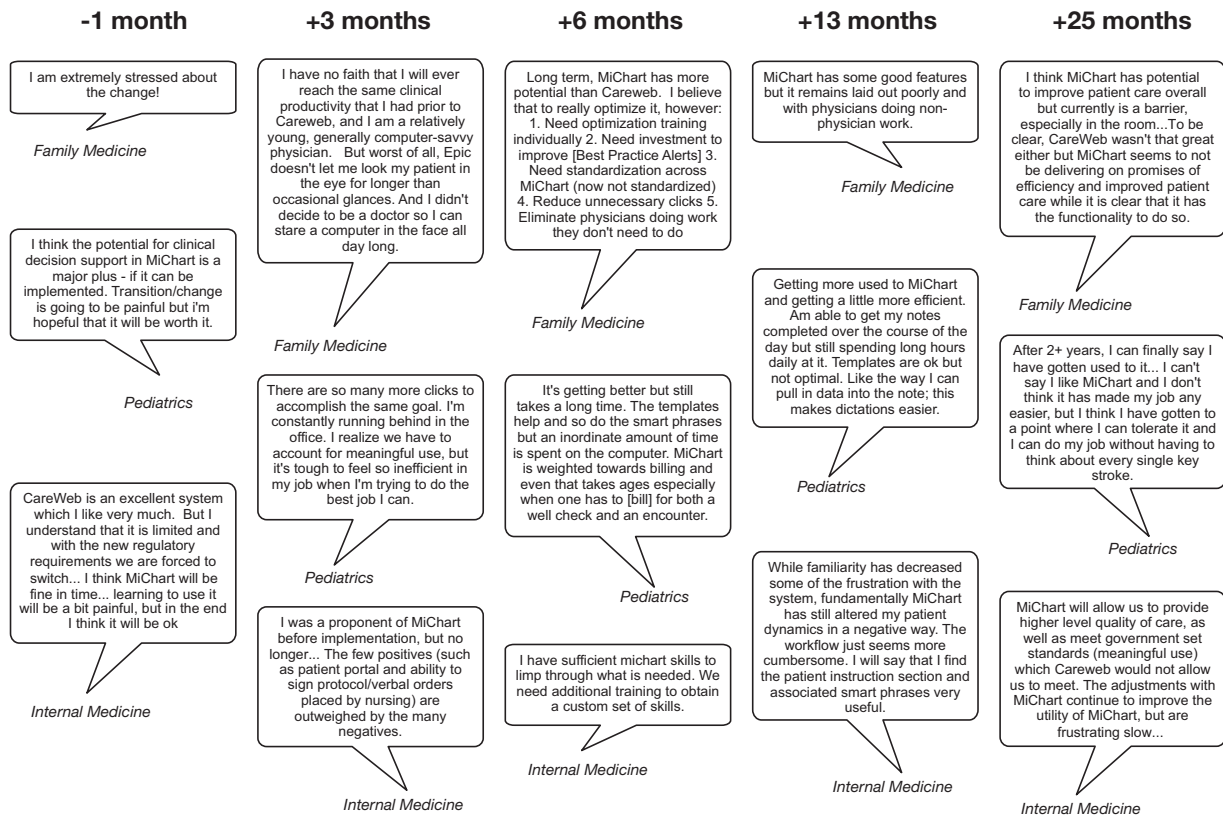 -1 month
I am extremely stressed about
the change!
Family Medicine
I think the potential for clinical
decision support in MiChart is a
major plus - if it can be
implemented. Transition/change
is going to be painful but i'm
hopeful that it will be worth it.
Pediatrics
CareWeb is an excellent system
which I like very much. But I
understand that it is limited and
with the new regulatory
requirements we are forced to
switch... I think MiChart will be
fine in time... learning to use it
will be a bit painful, but in the end
I think it will be ok
Internal Medicine
+3 months
I have no faith that I will ever
reach the same clinical
productivity that I had prior to
Careweb, and I am a relatively
young, generally computer-savvy
physician. But worst of all, Epic
doesn't let me look my patient in
the eye for longer than
occasional glances. And I didn't
decide to be a doctor so I can
stare a computer in the face all
day long.
Family Medicine
There are so many more clicks to
accomplish the same goal. I'm
constantly running behind in the
office. I realize we have to
account for meaningful use, but
it's tough to feel so inefficient in
my job when I'm trying to do the
best job I can.
Pediatrics
I was a proponent of MiChart
before implementation, but no
longer... The few positives (such
as patient portal and ability to
sign protocol/verbal orders
placed by nursing) are
outweighed by the many
negatives.
Internal Medicine
+6 months
Long term, MiChart has more
potential than Careweb. I believe
that to really optimize it, however:
1. Need optimization training
individually 2. Need investment to
improve [Best Practice Alerts] 3.
Need standardization across
MiChart (now not standardized)
4. Reduce unnecessary clicks 5.
Eliminate physicians doing work
they don't need to do
Family Medicine
It's getting better but still
takes a long time. The templates
help and so do the smart phrases
but an inordinate amount of time
is spent on the computer. MiChart
is weighted towards billing and
even that takes ages especially
when one has to [bill] for both a
well check and an encounter.
Pediatrics
I have sufficient michart skills to
limp through what is needed. We
need additional training to obtain
a custom set of skills.
Internal Medicine
+13 months
MiChart has some good features
but it remains laid out poorly and
with physicians doing non-
physician work.
Family Medicine
Getting more used to MiChart
and getting a little more efficient.
Am able to get my notes
completed over the course of the
day but still spending long hours
daily at it. Templates are ok but
not optimal. Like the way I can
pull in data into the note; this
makes dictations easier.
Pediatrics
While familiarity has decreased
some of the frustration with the
system, fundamentally MiChart
has still altered my patient
dynamics in a negative way. The
workflow just seems more
cumbersome. I will say that I find
the patient instruction section and
associated smart phrases very
useful.
Internal Medicine
+25 months
I think MiChart has potential
to improve patient care overall
but currently is a barrier,
especially in the room...To be
clear, CareWeb wasn't that great
either but MiChart seems to not
be delivering on promises of
efficiency and improved patient
care while it is clear that it has
the functionality to do so.
Family Medicine
After 2+ years, I can finally say I
have gotten used to it... I can't
say I like MiChart and I don't
think it has made my job any
easier, but I think I have gotten to
a point where I can tolerate it and
I can do my job without having to
think about every single key
stroke.
Pediatrics
MiChart will allow us to provide
higher level quality of care, as
well as meet government set
standards (meaningful use)
which Careweb would not allow
us to meet. The adjustments with
MiChart continue to improve the
utility of MiChart, but are
frustrating slow...
Internal Medicine